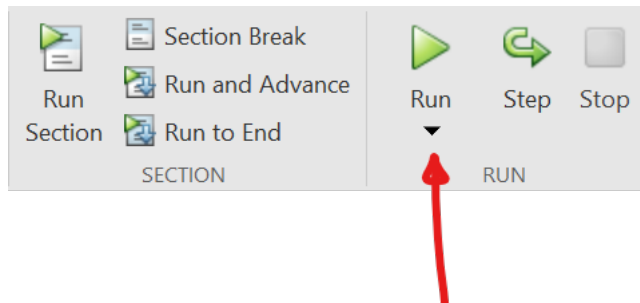 Run
Section
Section Break
Run and Advance
Run to End
SECTION
Run
Step
Stop
RUN